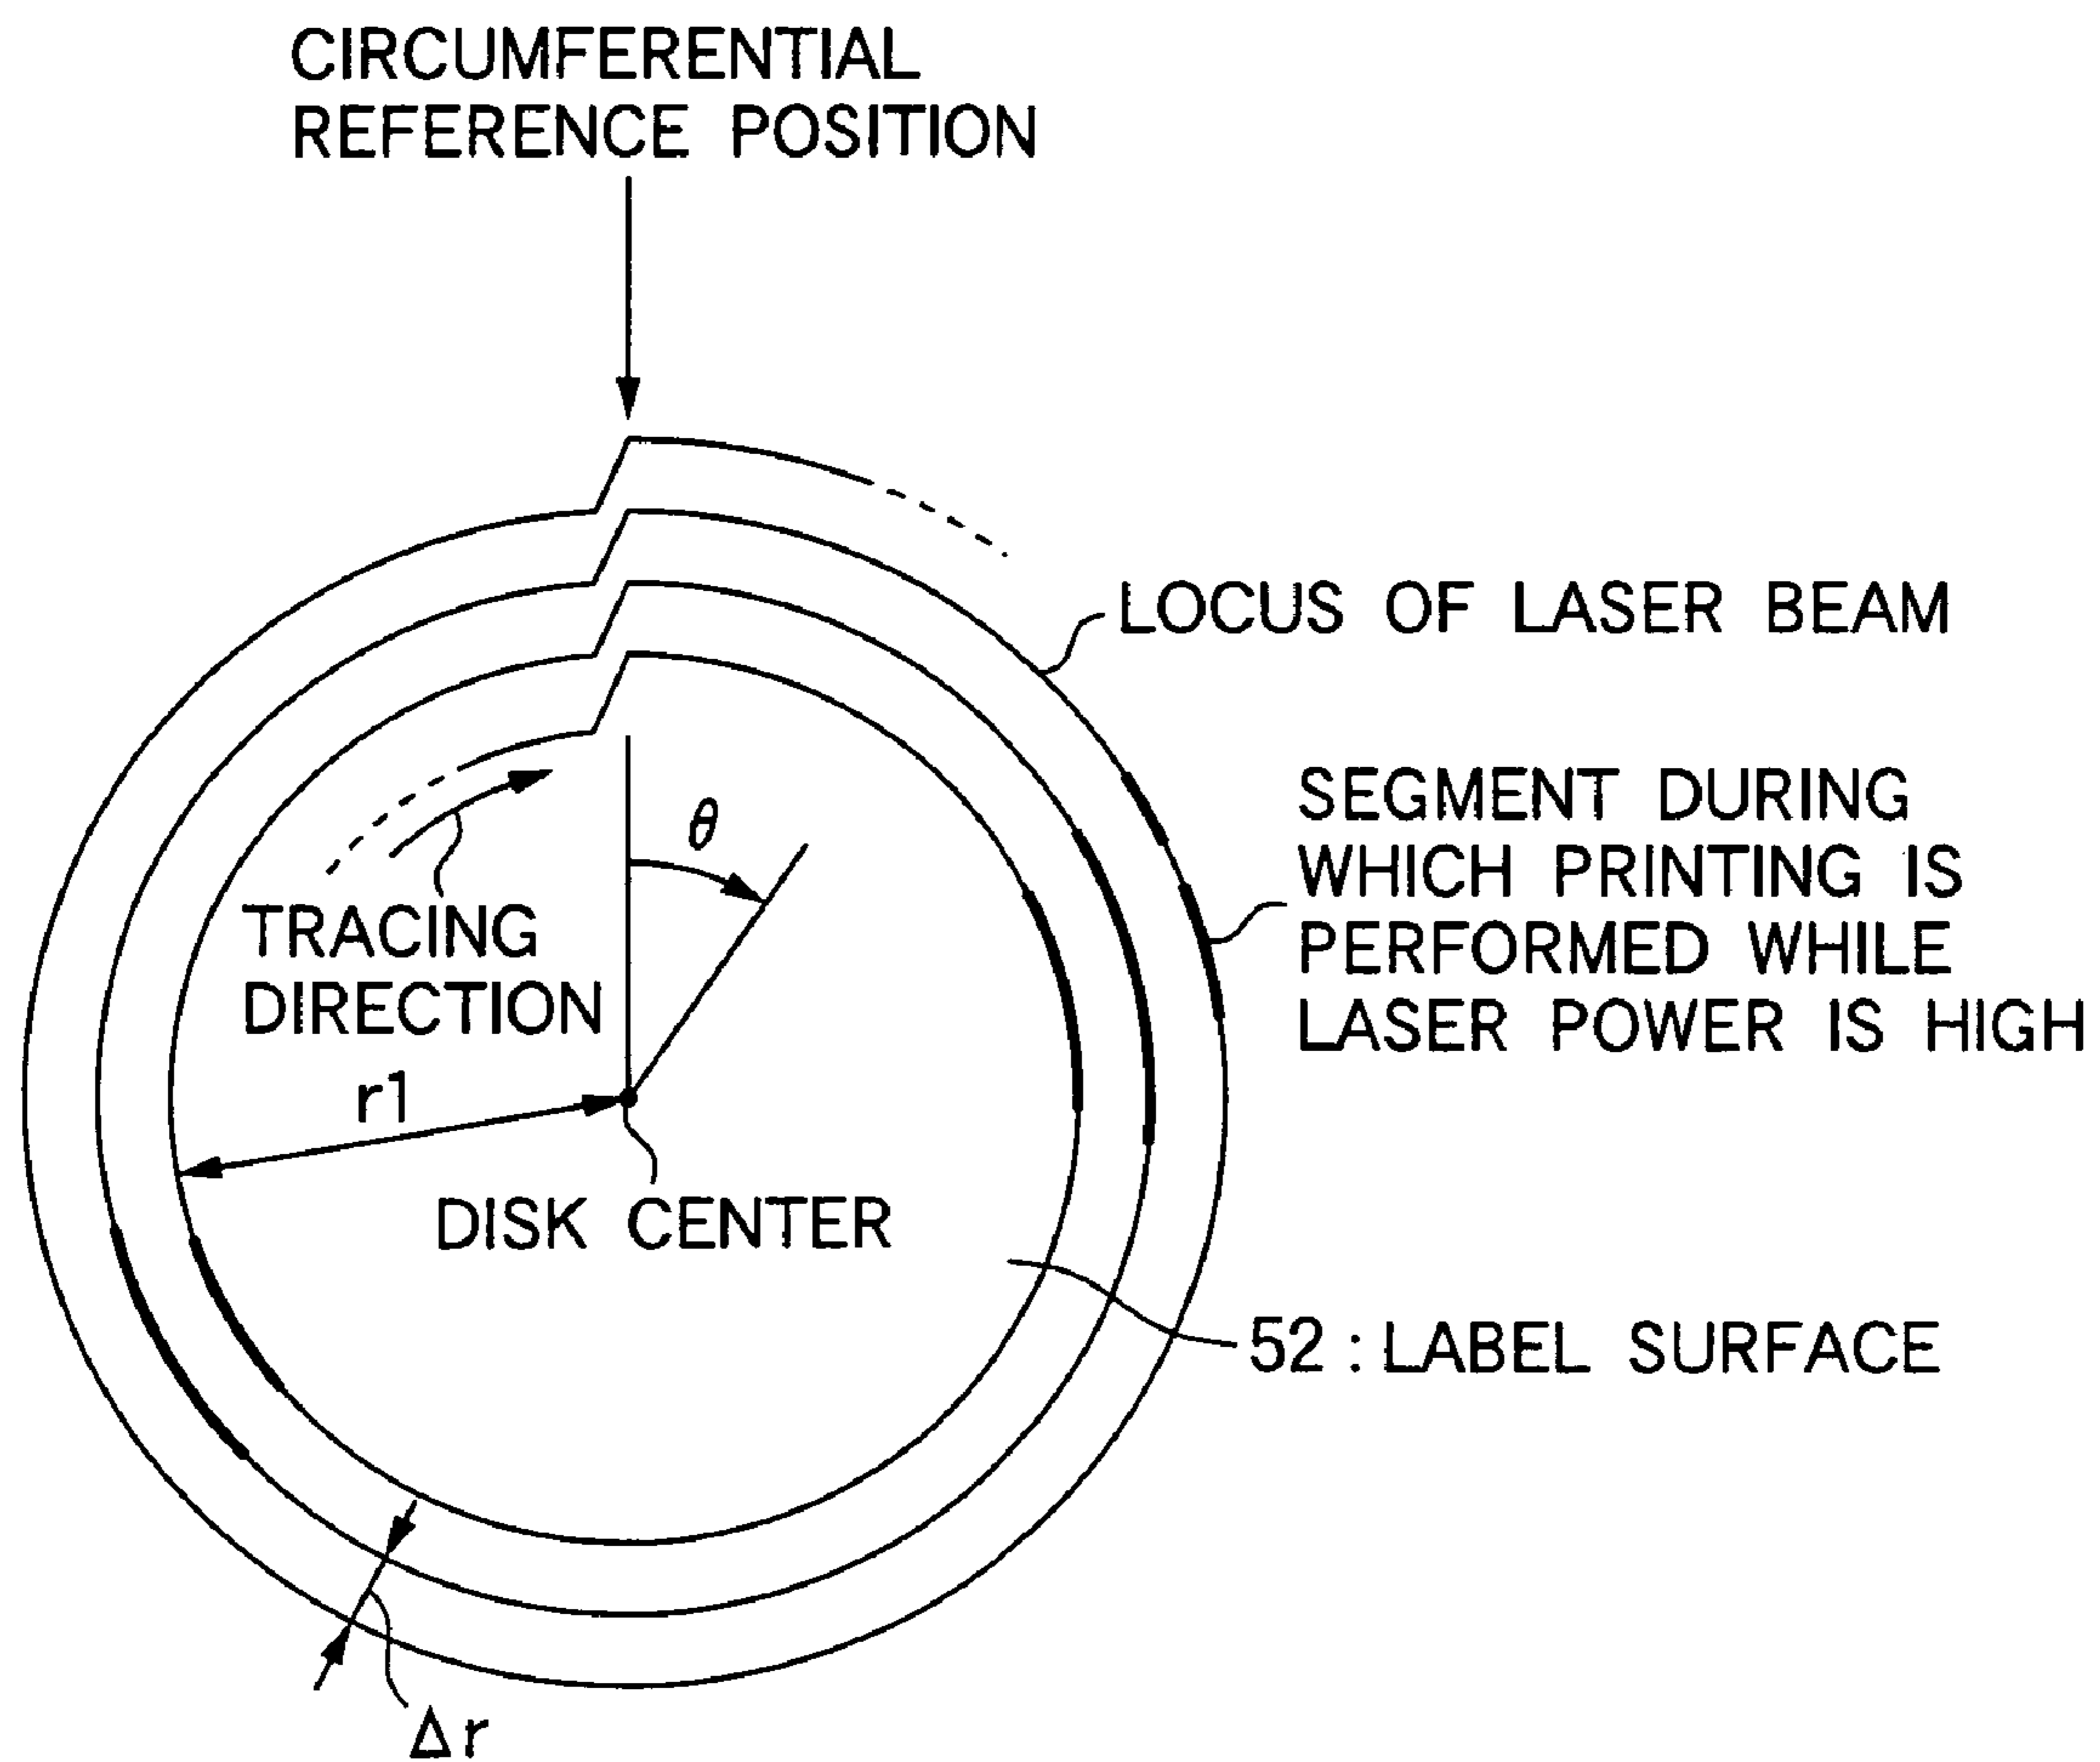 CIRCUMFERENTIAL
REFERENCE POSITION
LOCUS OF LASER BEAM
SEGMENT DURING
WHICH PRINTING IS
PERFORMED WHILE
LASER POWER IS HIGH
θ
TRACING
DIRECTION
r1
DISK CENTER
52 : LABEL SURFACE
Δr